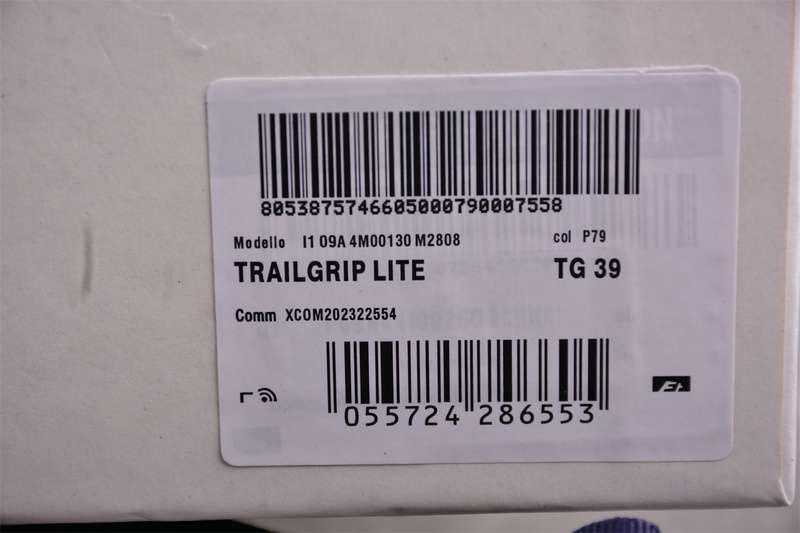 8053875746605000790007558
Modello I1 09A 4M00130 M2808 col P79
TRAILGRIP LITE TG 39
Comm XCOM202322554
055724 286553